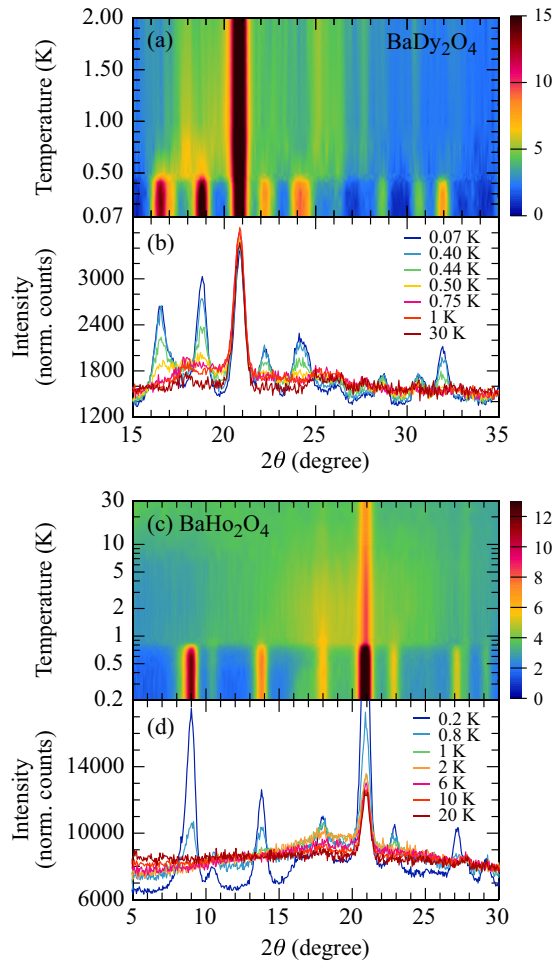 (a) BaDy₂O₄
Temperature (K)
2.00
1.50
1.00
0.50
0.07
15
10
5
0
(b)
Intensity
(norm. counts)
3000
2400
1800
1200
0.07 K
0.40 K
0.44 K
0.50 K
0.75 K
1 K
30 K
15 20 25 30 35
2θ (degree)
(c) BaHo₂O₄
Temperature (K)
30
10
5
2
1
0.5
0.2
12
10
8
6
4
2
0
(d)
Intensity
(norm. counts)
14000
10000
6000
0.2 K
0.8 K
1 K
2 K
6 K
10 K
20 K
5 10 15 20 25 30
2θ (degree)